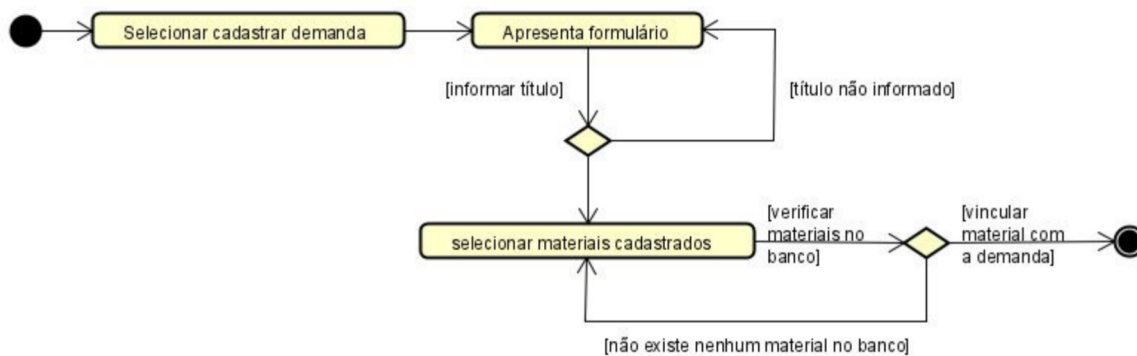 Selecionar cadastrar demanda
Apresenta formulário
[informar título]
[título não informado]
selecionar materiais cadastrados
[verificar
materiais no
banco]
[vincular
material com
a demanda]
[não existe nenhum material no banco]